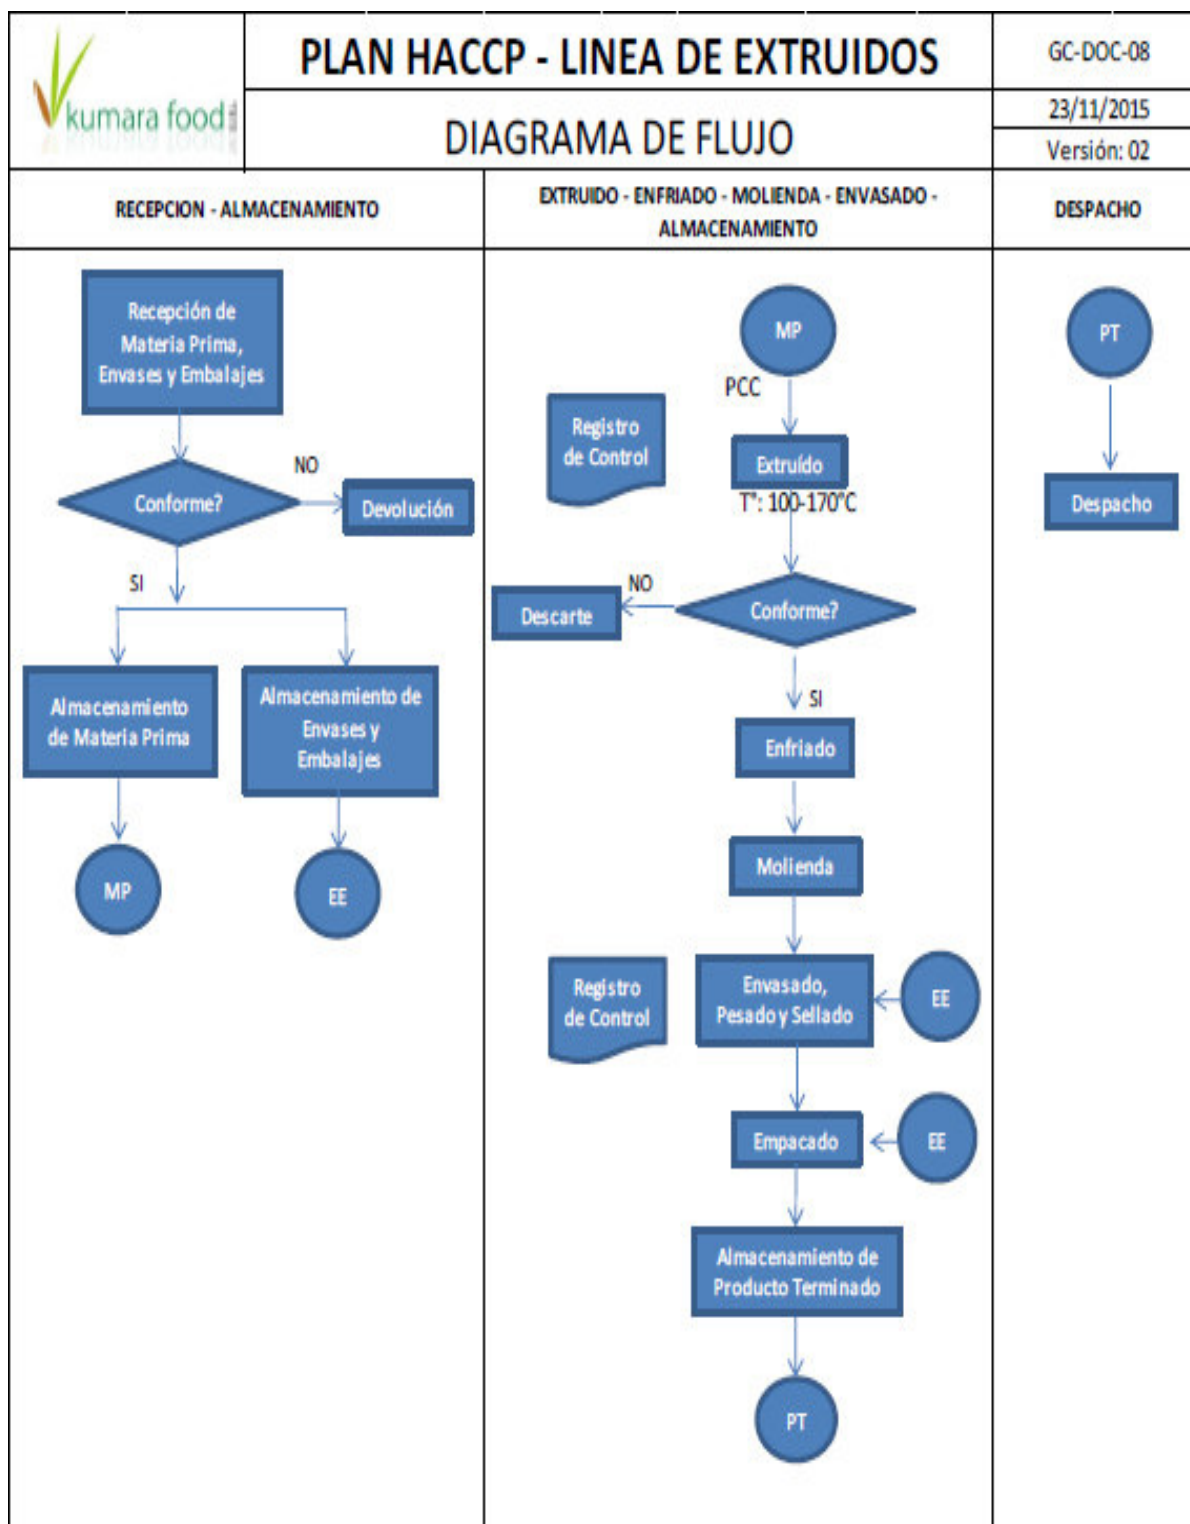 kumara food
PLAN HACCP - LINEA DE EXTRUIDOS
DIAGRAMA DE FLUJO
GC-DOC-08
23/11/2015
Versión: 02
RECEPCION - ALMACENAMIENTO
EXTRUIDO - ENFRIADO - MOLIENDA - ENVASADO -
ALMACENAMIENTO
DESPACHO
Recepción de
Materia Prima,
Envases y Embalajes
Conforme?
NO
Devolución
SI
Almacenamiento
de Materia Prima
Almacenamiento de
Envases y
Embalajes
MP
EE
MP
PCC
Registro
de Control
Extruído
T°: 100-170°C
Conforme?
NO
Descarte
SI
Enfriado
Molienda
Registro
de Control
Envasado,
Pesado y Sellado
EE
Empacado
EE
Almacenamiento de
Producto Terminado
PT
PT
Despacho